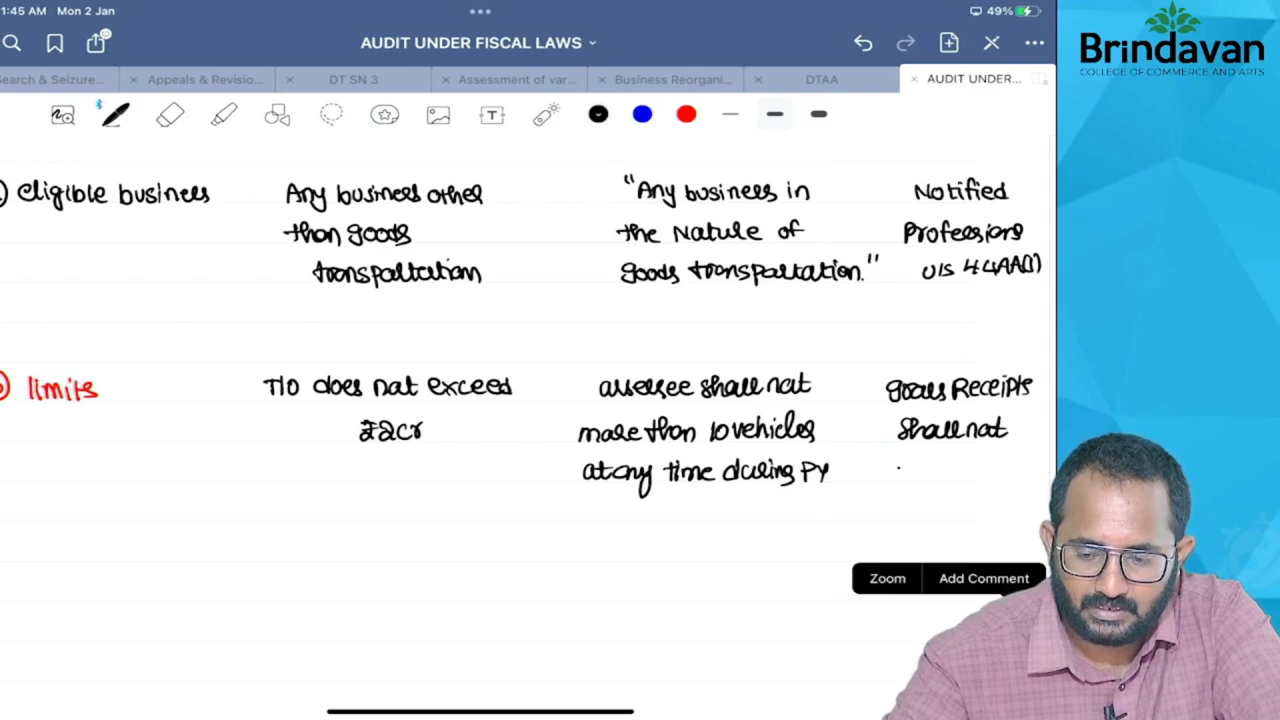 1:45 AM Mon 2 Jan
49%
AUDIT UNDER FISCAL LAWS
Brindavan
COLLEGE OF COMMERCE AND ARTS
earch & Seizure...
Appeals & Revisio...
DT SN 3
Assessment of var...
Business Reorgani...
DTAA
AUDIT UNDER...
T
eligible business
Any business other
than goods
transportation
"Any business in
the Nature of
goods transportation."
Notified
Professions
u/s 44AA(1)
limits
T/O does not exceed
₹2cr
assessee shall not
more than 10 vehicles
at any time during PY
gross Receipts
shall not
Zoom
Add Comment